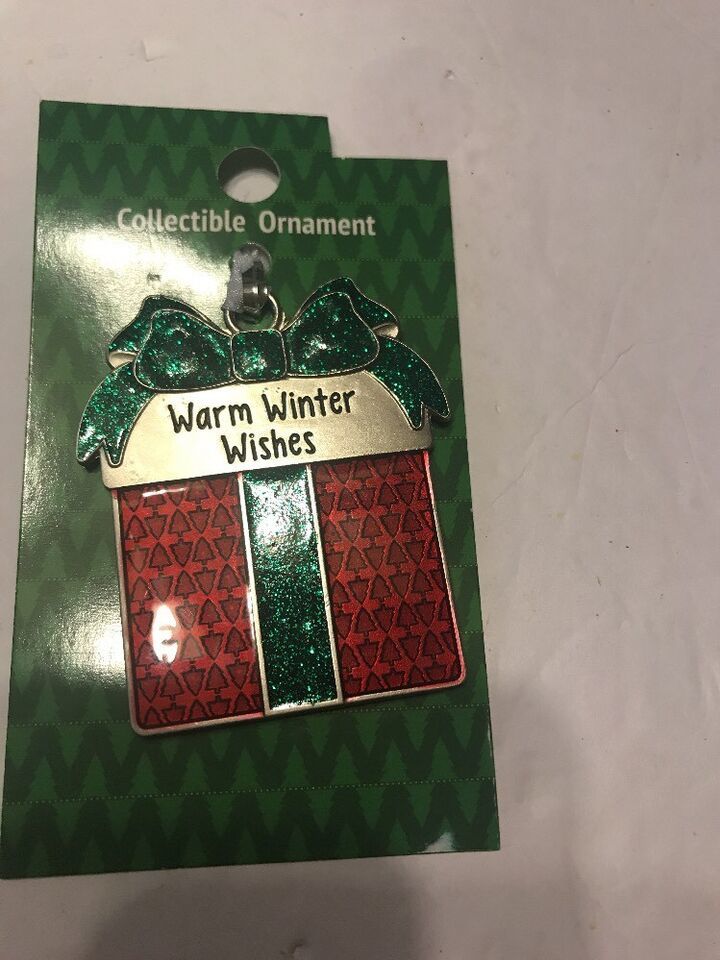 Collectible Ornament
Warm Winter
Wishes